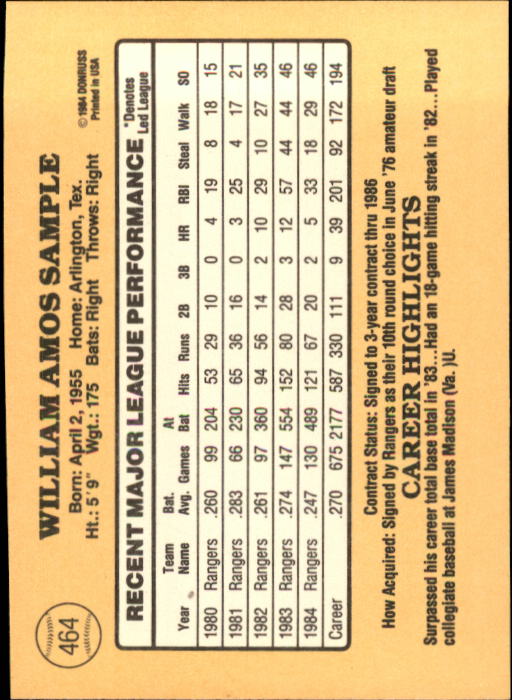 464
WILLIAM AMOS SAMPLE
Born: April 2, 1955 Home: Arlington, Tex.
Ht.: 5' 9" Wgt.: 175 Bats: Right Throws: Right
© 1984 DONRUSS
Printed in USA
RECENT MAJOR LEAGUE PERFORMANCE
*Denotes
Led League
Year Team Name Bat. Avg. Games At Bat Hits Runs 2B 3B HR RBI Steal Walk SO
1980 Rangers .260 99 204 53 29 10 0 4 19 8 18 15
1981 Rangers .283 66 230 65 36 16 0 3 25 4 17 21
1982 Rangers .261 97 360 94 56 14 2 10 29 10 27 35
1983 Rangers .274 147 554 152 80 28 3 12 57 44 44 46
1984 Rangers .247 130 489 121 67 20 2 5 33 18 29 46
Career .270 675 2177 587 330 111 9 39 201 92 172 194
Contract Status: Signed to 3-year contract thru 1986
How Acquired: Signed by Rangers as their 10th round choice in June '76 amateur draft
CAREER HIGHLIGHTS
Surpassed his career total base total in '83...Had an 18-game hitting streak in '82...Played
collegiate baseball at James Madison (Va. )U.